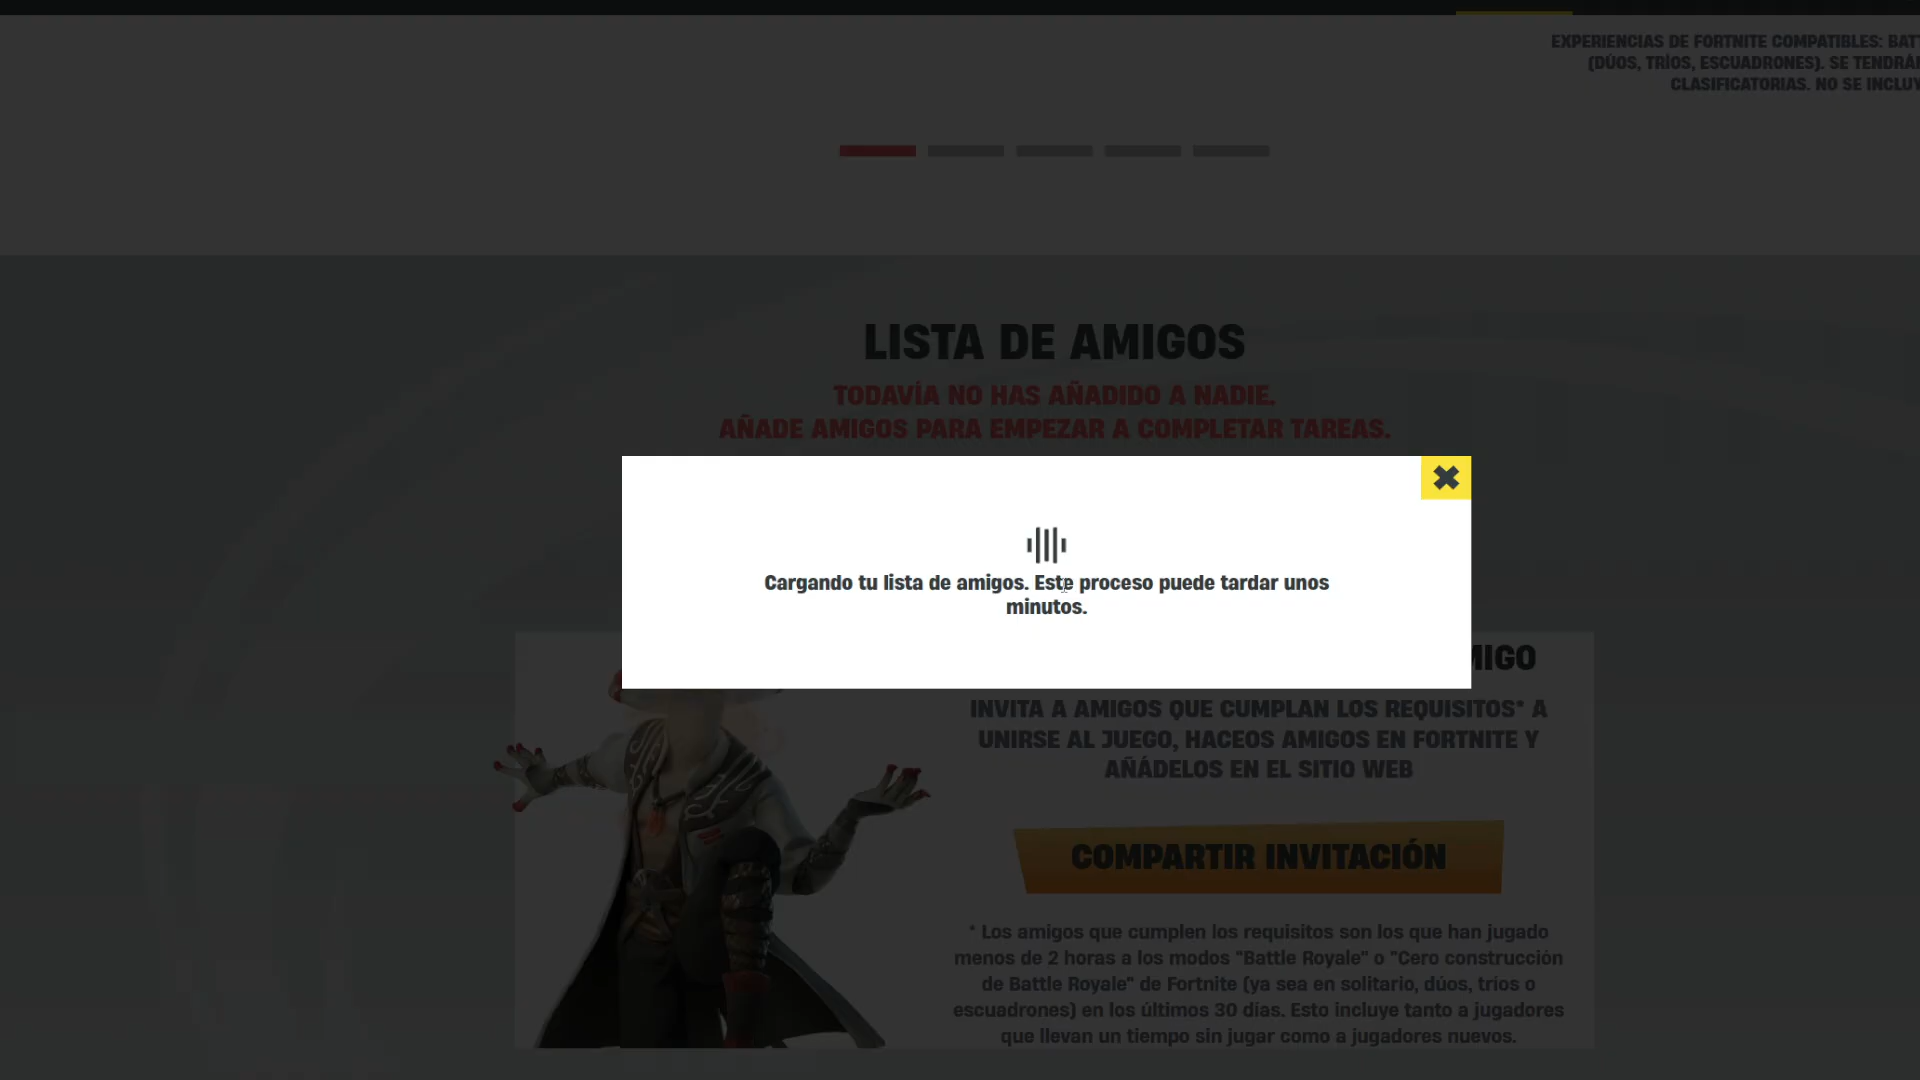 EXPERIENCIAS DE FORTNITE COMPATIBLES:
(DÚOS, TRÍOS, ESCUADRONES). SE
CLASIFICATORIAS. NO SE
LISTA DE AMIGOS
TODAVÍA NO HAS AÑADIDO A NADIE.
AÑADE AMIGOS PARA EMPEZAR A COMPLETAR TAREAS.
Cargando tu lista de amigos. Este proceso puede tardar unos
minutos.
INVITA A AMIGOS QUE CUMPLAN LOS REQUISITOS* A
UNIRSE AL JUEGO, HACEOS AMIGOS EN FORTNITE Y
AÑÁDELOS EN EL SITIO WEB
COMPARTIR INVITACIÓN
* Los amigos que cumplen los requisitos son los que han jugado
menos de 2 horas a los modos "Battle Royale" o "Cero construcción
de Battle Royale" de Fortnite (ya sea en solitario, dúos, tríos o
escuadrones) en los últimos 30 días. Esto incluye tanto a jugadores
que llevan un tiempo sin jugar como a jugadores nuevos.